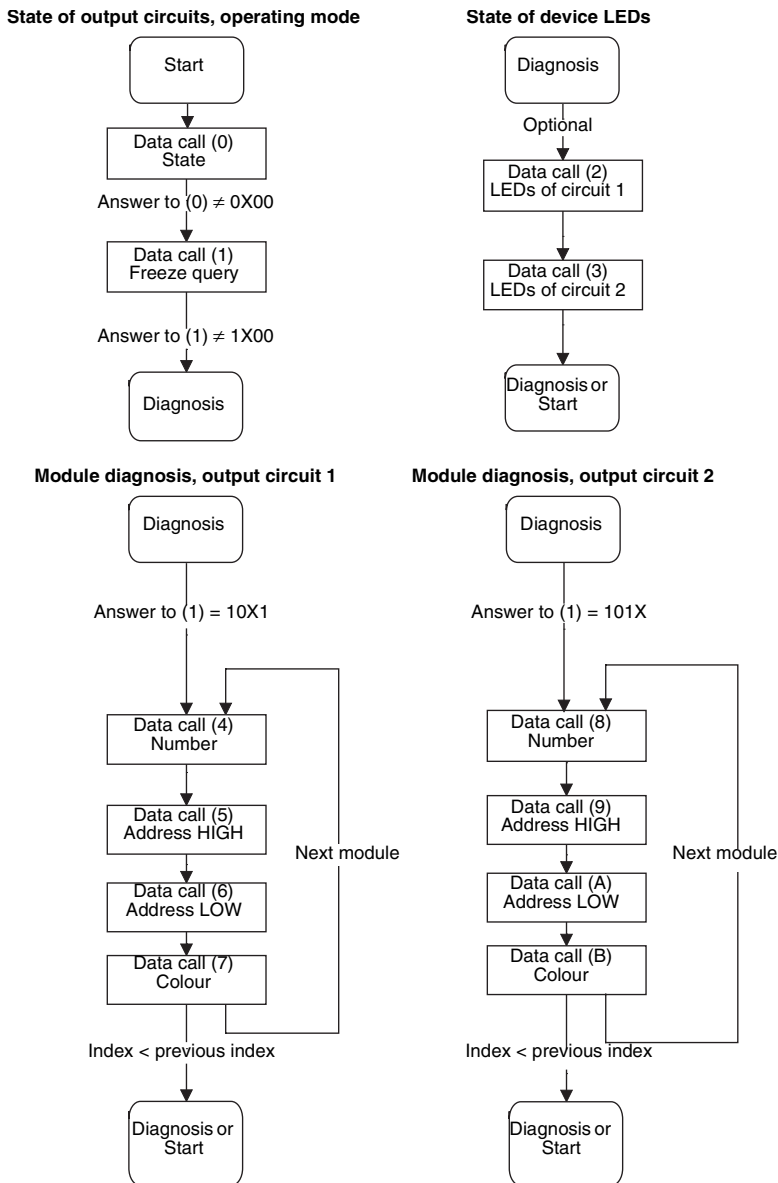 State of output circuits, operating mode
Start
Data call (0)
State
Answer to (0) ≠ 0X00
Data call (1)
Freeze query
Answer to (1) ≠ 1X00
Diagnosis
State of device LEDs
Diagnosis
Optional
Data call (2)
LEDs of circuit 1
Data call (3)
LEDs of circuit 2
Diagnosis or
Start
Module diagnosis, output circuit 1
Diagnosis
Answer to (1) = 10X1
Data call (4)
Number
Data call (5)
Address HIGH
Next module
Data call (6)
Address LOW
Data call (7)
Colour
Index < previous index
Diagnosis or
Start
Module diagnosis, output circuit 2
Diagnosis
Answer to (1) = 101X
Data call (8)
Number
Data call (9)
Address HIGH
Next module
Data call (A)
Address LOW
Data call (B)
Colour
Index < previous index
Diagnosis or
Start